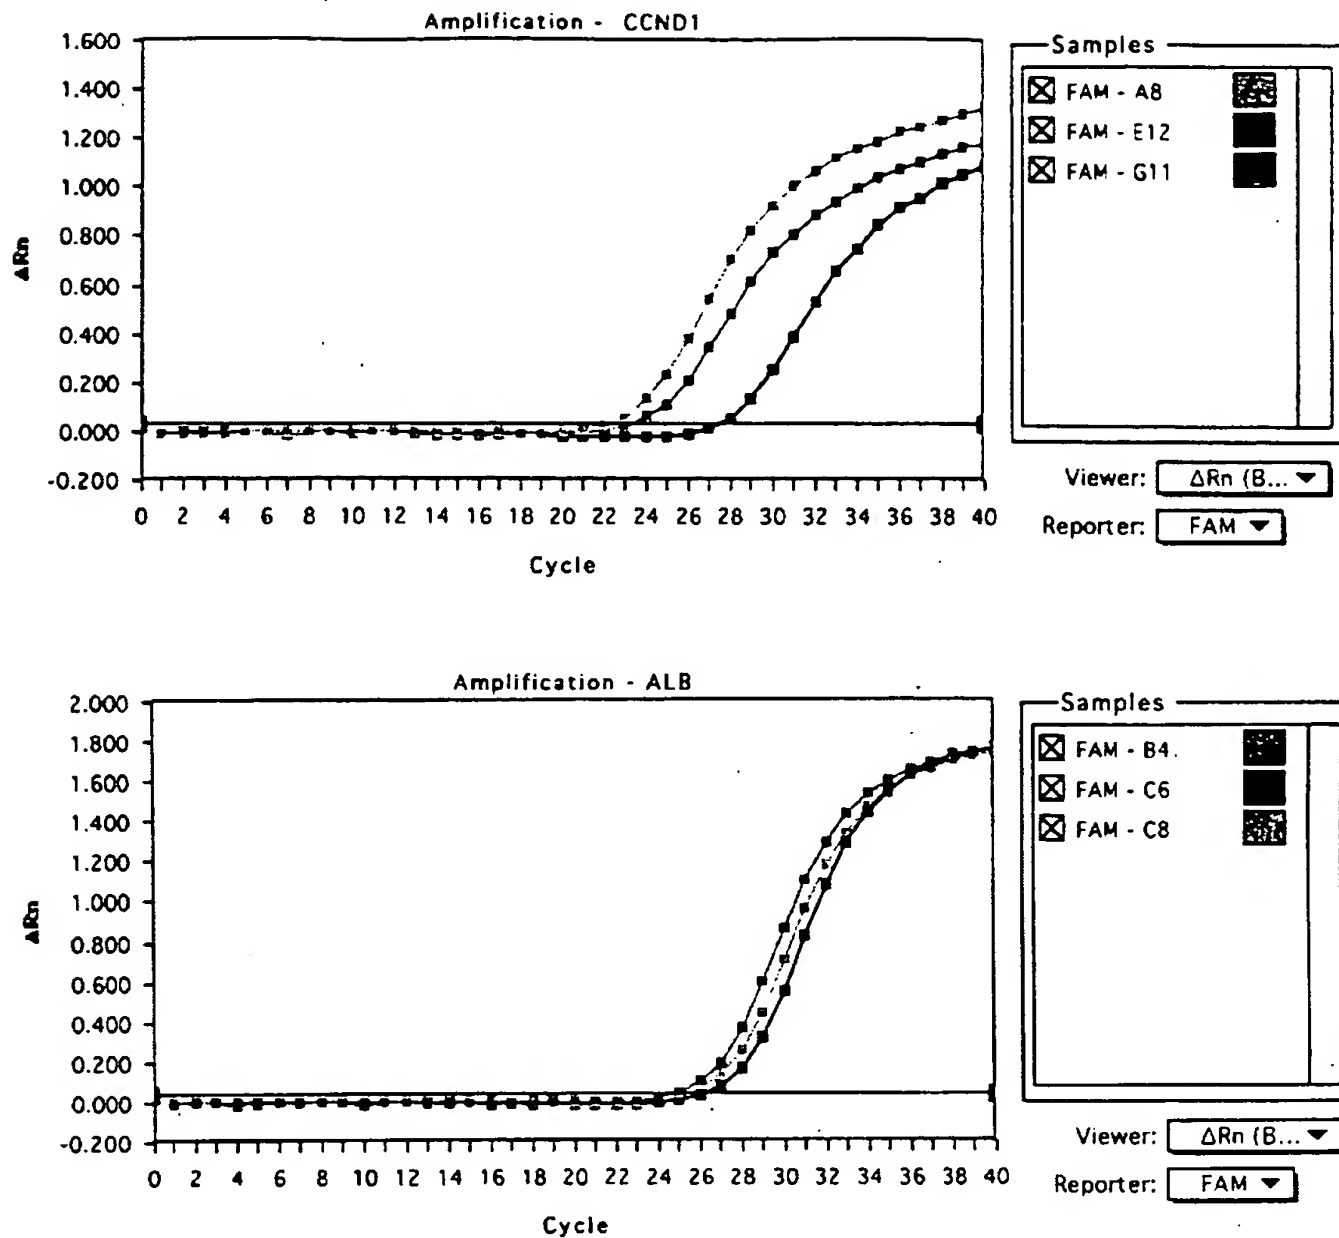 Amplification - CCND1
1.600
1.400
1.200
1.000
0.800
0.600
0.400
0.200
0.000
-0.200
ΔRn
0 2 4 6 8 10 12 14 16 18 20 22 24 26 28 30 32 34 36 38 40
Cycle
Samples
FAM - A8
FAM - E12
FAM - G11
Viewer: ΔRn (B... ▼
Reporter: FAM ▼
Amplification - ALB
2.000
1.800
1.600
1.400
1.200
1.000
0.800
0.600
0.400
0.200
0.000
-0.200
ΔRn
0 2 4 6 8 10 12 14 16 18 20 22 24 26 28 30 32 34 36 38 40
Cycle
Samples
FAM - B4
FAM - C6
FAM - C8
Viewer: ΔRn (B... ▼
Reporter: FAM ▼